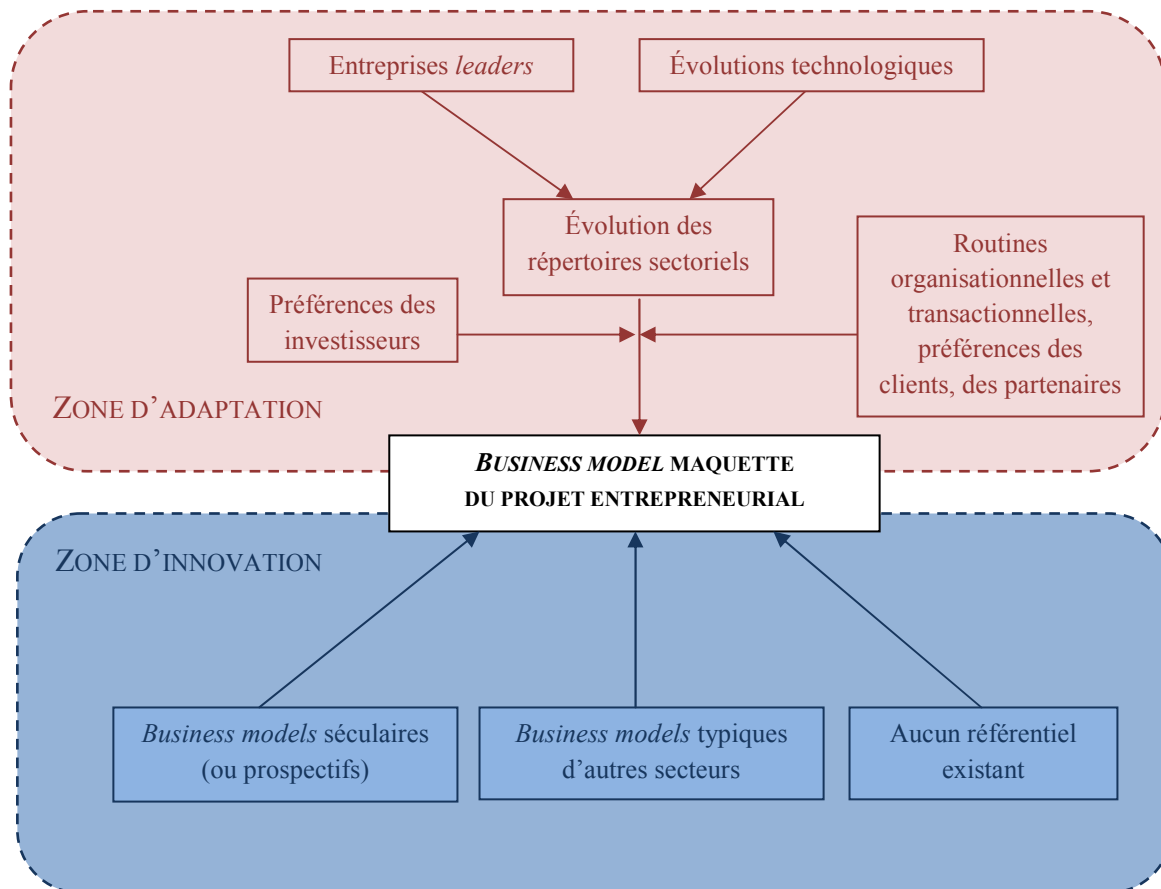 Entreprises leaders
Évolutions technologiques
Évolution des
répertoires sectoriels
Préférences des
investisseurs
Routines
organisationnelles et
transactionnelles,
préférences des
clients, des partenaires
ZONE D’ADAPTATION
BUSINESS MODEL MAQUETTE
DU PROJET ENTREPRENEURIAL
ZONE D’INNOVATION
Business models séculaires
(ou prospectifs)
Business models typiques
d’autres secteurs
Aucun référentiel
existant